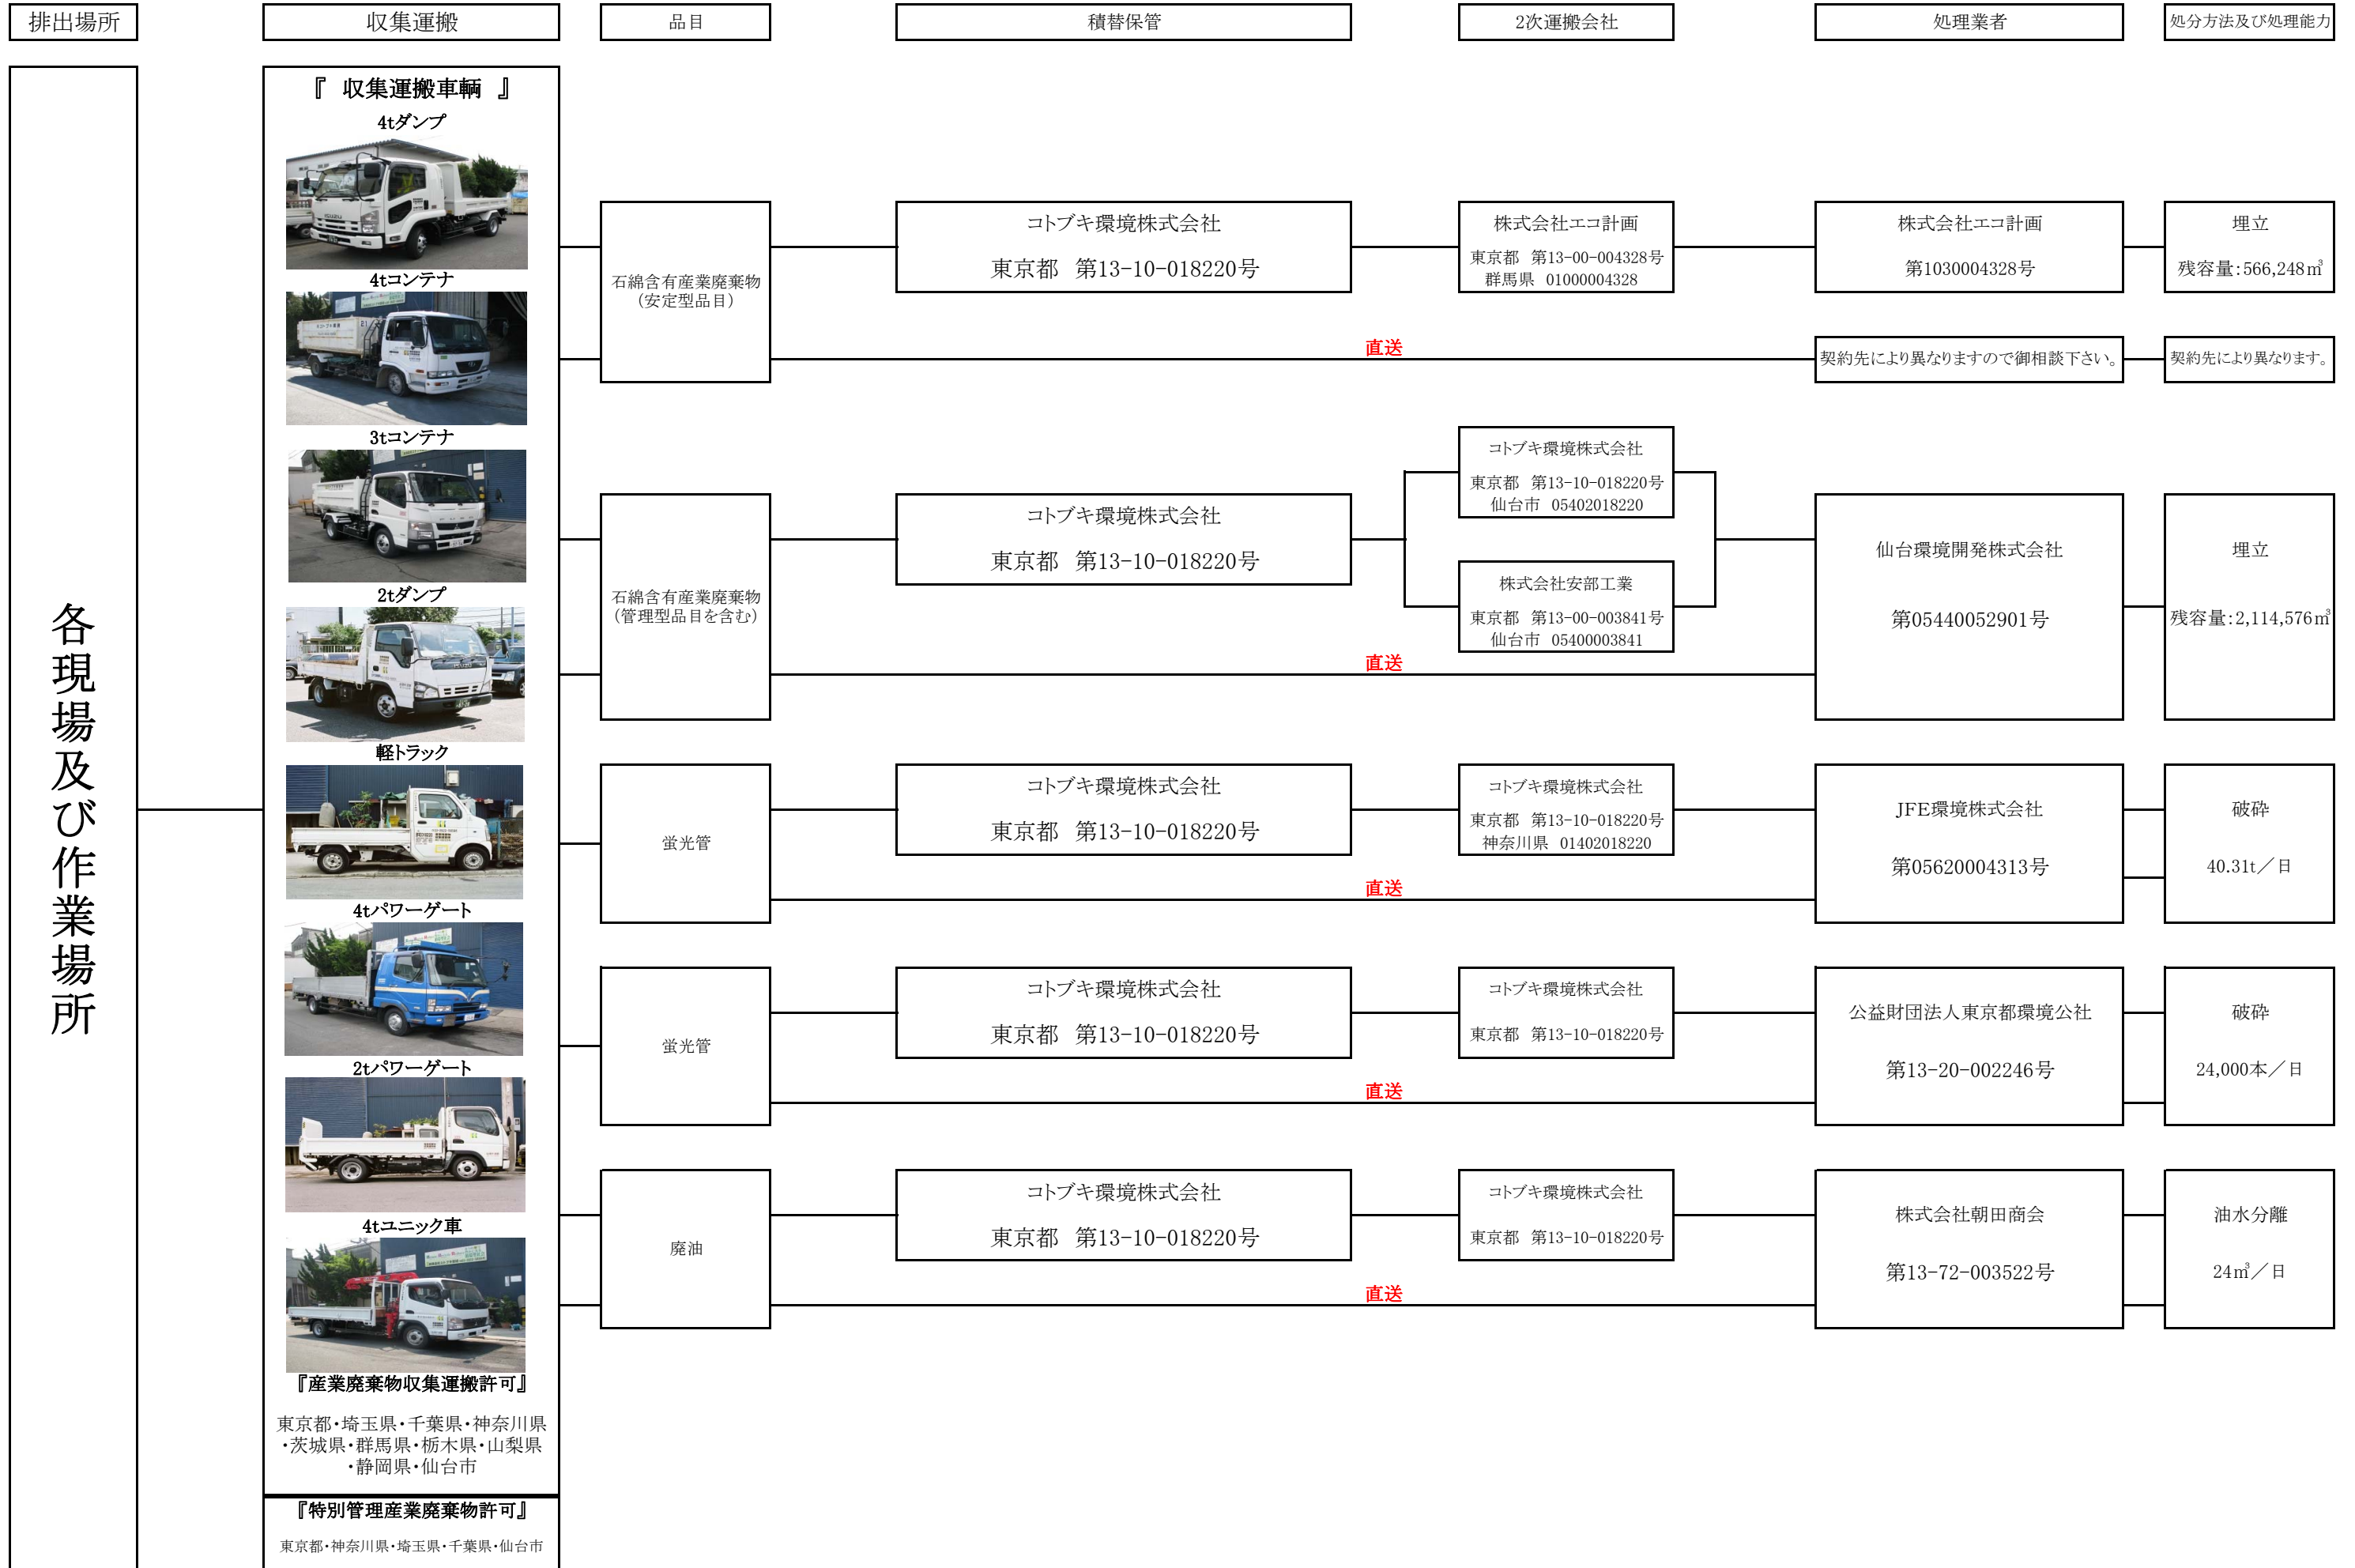 排出場所
収集運搬
品目
積替保管
2次運搬会社
処理業者
処分方法及び処理能力
各現場及び作業場所
『　収集運搬車輌　』
4tダンプ
4tコンテナ
3tコンテナ
2tダンプ
軽トラック
4tパワーゲート
2tパワーゲート
4tユニック車
『産業廃棄物収集運搬許可』
東京都・埼玉県・千葉県・神奈川県
・茨城県・群馬県・栃木県・山梨県
・静岡県・仙台市
『特別管理産業廃棄物許可』
東京都・神奈川県・埼玉県・千葉県・仙台市
石綿含有産業廃棄物
（安定型品目）
コトブキ環境株式会社
東京都　第13-10-018220号
株式会社エコ計画
東京都　第13-00-004328号
群馬県　01000004328
株式会社エコ計画
第1030004328号
埋立
残容量：566,248㎥
直送
契約先により異なりますので御相談下さい。
契約先により異なります。
石綿含有産業廃棄物
（管理型品目を含む）
コトブキ環境株式会社
東京都　第13-10-018220号
コトブキ環境株式会社
東京都　第13-10-018220号
仙台市　05402018220
株式会社安部工業
東京都　第13-00-003841号
仙台市　05400003841
直送
仙台環境開発株式会社
第05440052901号
埋立
残容量：2,114,576㎥
蛍光管
コトブキ環境株式会社
東京都　第13-10-018220号
コトブキ環境株式会社
東京都　第13-10-018220号
神奈川県　01402018220
直送
JFE環境株式会社
第05620004313号
破砕
40.31t／日
蛍光管
コトブキ環境株式会社
東京都　第13-10-018220号
コトブキ環境株式会社
東京都　第13-10-018220号
直送
公益財団法人東京都環境公社
第13-20-002246号
破砕
24,000本／日
廃油
コトブキ環境株式会社
東京都　第13-10-018220号
コトブキ環境株式会社
東京都　第13-10-018220号
直送
株式会社朝田商会
第13-72-003522号
油水分離
24㎥／日